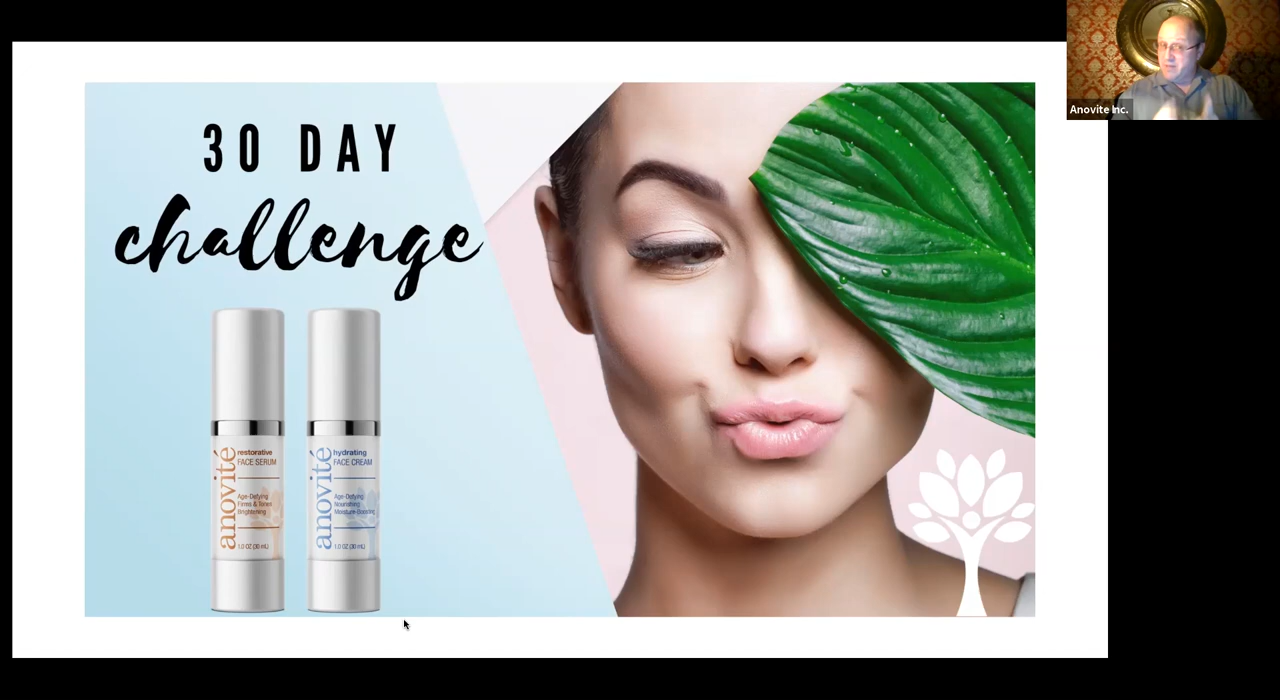 30 DAY
challenge
anovité
restorative
FACE SERUM
Age-Defying
Firms & Tones
Brightening
1.0 OZ (30 mL)
anovité
hydrating
FACE CREAM
Age-Defying
Nourishing
Moisture-Boosting
1.0 OZ (30 mL)
Anovite Inc.